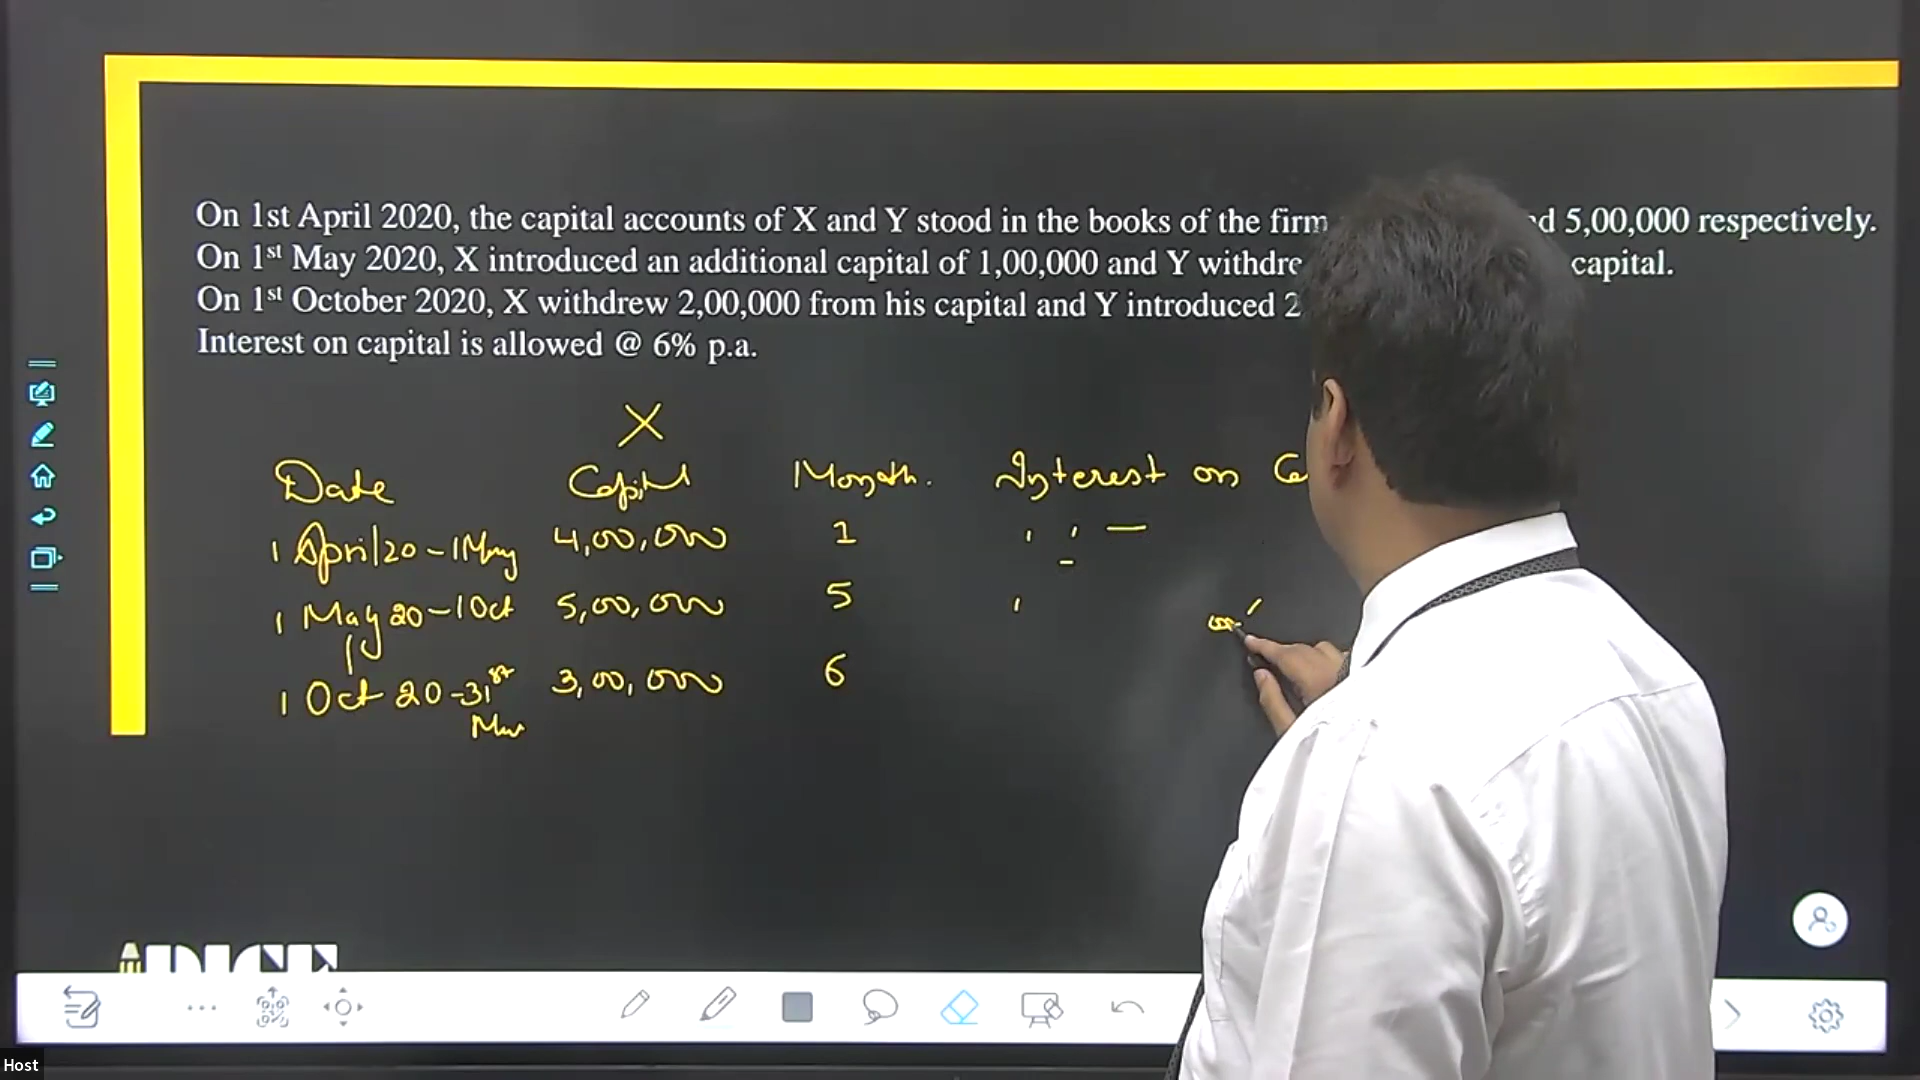 On 1st April 2020, the capital accounts of X and Y stood in the books of the firm 5,00,000 respectively.
On 1st May 2020, X introduced an additional capital of 1,00,000 and Y capital.
On 1st October 2020, X withdrew 2,00,000 from his capital and Y introduced
Interest on capital is allowed @ 6% p.a.
X
Date Capital Month. Interest on
1 April 20 - 1 May 4,00,000 1
1 May 20 - 1 Oct 5,00,000 5
1 Oct 20 - 31st 3,00,000 6
Mar
Host